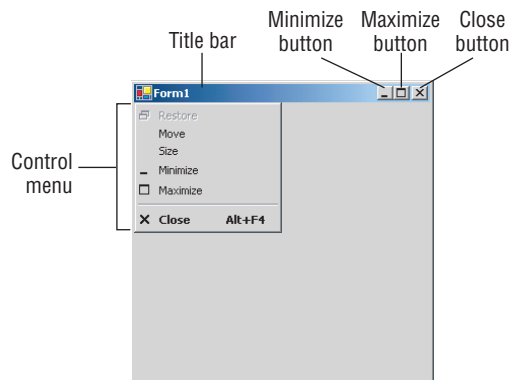 Minimize button
Maximize button
Close button
Title bar
Form1
Control menu
Restore
Move
Size
Minimize
Maximize
Close Alt+F4